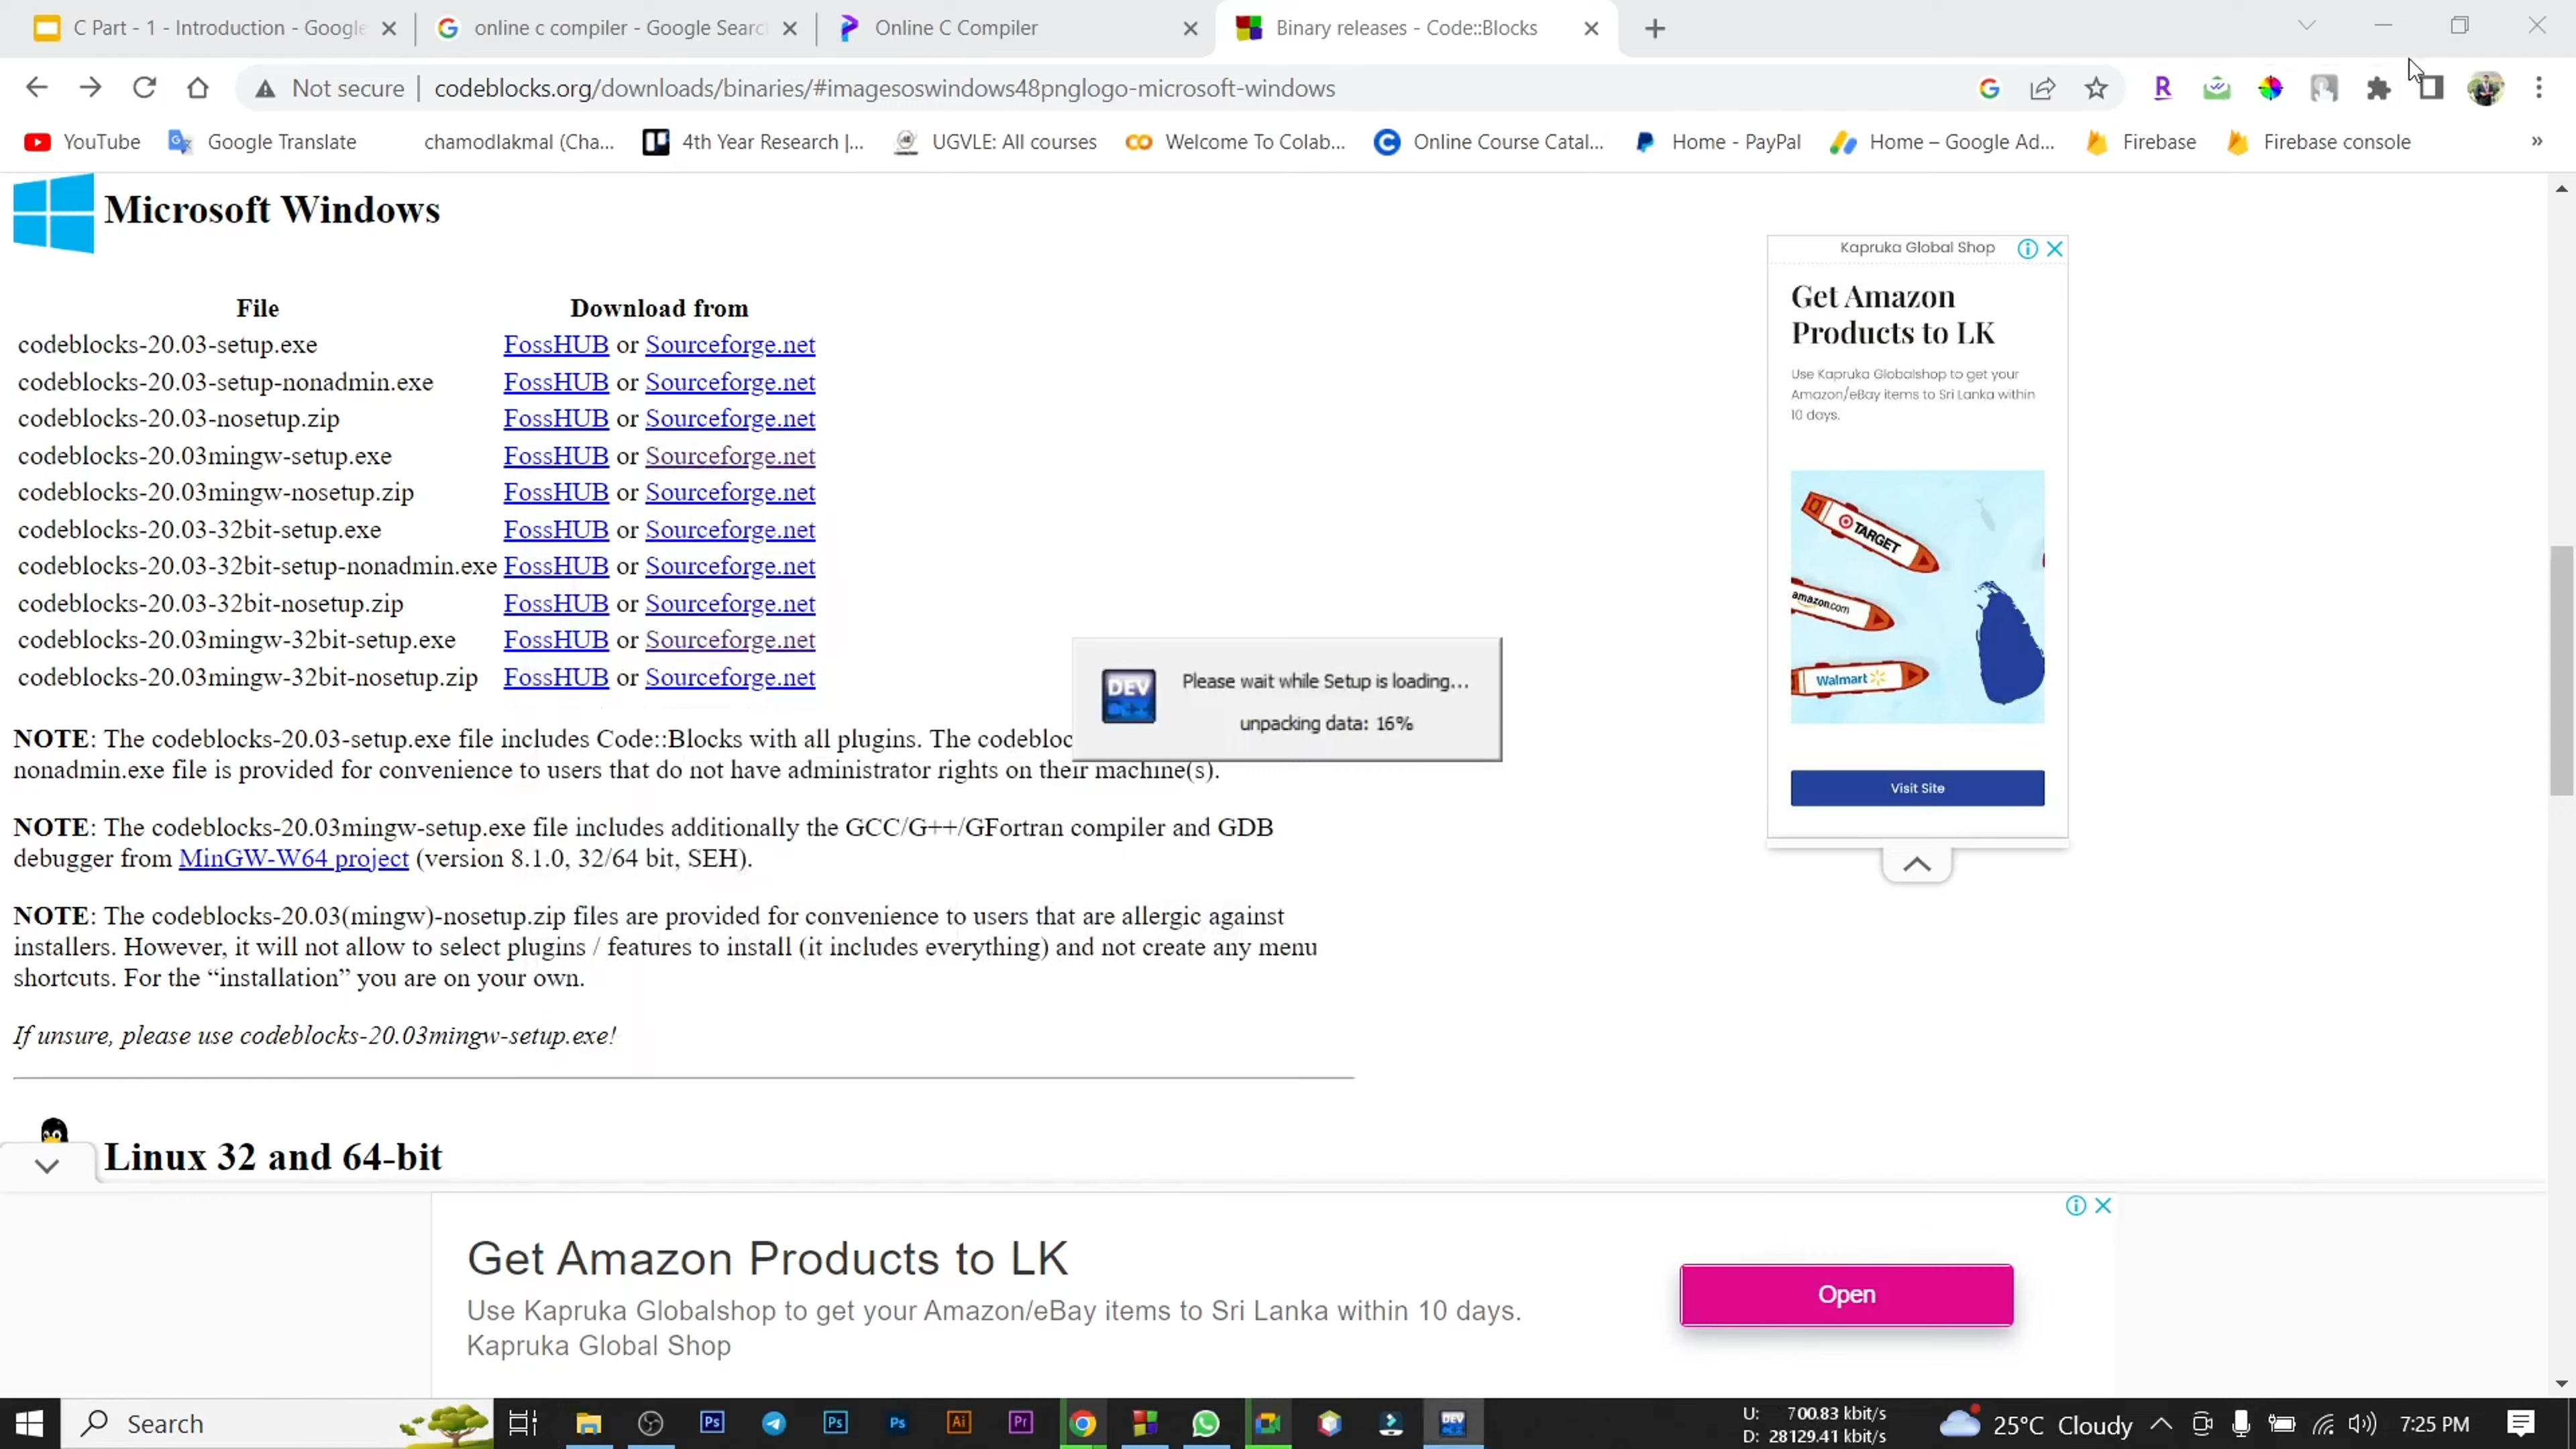 C Part - 1 - Introduction - Google
online c compiler - Google Search
Online C Compiler
Binary releases - Code::Blocks
Not secure
codeblocks.org/downloads/binaries/#imagesoswindows48pnglogo-microsoft-windows
YouTube
Google Translate
chamodlakmal (Cha...
4th Year Research |...
UGVLE: All courses
Welcome To Colab...
Online Course Catal...
Home - PayPal
Home – Google Ad...
Firebase
Firebase console
»
Microsoft Windows
File Download from
codeblocks-20.03-setup.exe FossHUB or Sourceforge.net
codeblocks-20.03-setup-nonadmin.exe FossHUB or Sourceforge.net
codeblocks-20.03-nosetup.zip FossHUB or Sourceforge.net
codeblocks-20.03mingw-setup.exe FossHUB or Sourceforge.net
codeblocks-20.03mingw-nosetup.zip FossHUB or Sourceforge.net
codeblocks-20.03-32bit-setup.exe FossHUB or Sourceforge.net
codeblocks-20.03-32bit-setup-nonadmin.exe FossHUB or Sourceforge.net
codeblocks-20.03-32bit-nosetup.zip FossHUB or Sourceforge.net
codeblocks-20.03mingw-32bit-setup.exe FossHUB or Sourceforge.net
codeblocks-20.03mingw-32bit-nosetup.zip FossHUB or Sourceforge.net
DEV
C++
Please wait while Setup is loading...
unpacking data: 16%
NOTE: The codeblocks-20.03-setup.exe file includes Code::Blocks with all plugins. The codebloc
nonadmin.exe file is provided for convenience to users that do not have administrator rights on their machine(s).
NOTE: The codeblocks-20.03mingw-setup.exe file includes additionally the GCC/G++/GFortran compiler and GDB
debugger from MinGW-W64 project (version 8.1.0, 32/64 bit, SEH).
NOTE: The codeblocks-20.03(mingw)-nosetup.zip files are provided for convenience to users that are allergic against
installers. However, it will not allow to select plugins / features to install (it includes everything) and not create any menu
shortcuts. For the “installation” you are on your own.
If unsure, please use codeblocks-20.03mingw-setup.exe!
Linux 32 and 64-bit
Kapruka Global Shop
Get Amazon
Products to LK
Use Kapruka Globalshop to get your
Amazon/eBay items to Sri Lanka within
10 days.
TARGET
amazon.com
Walmart
Visit Site
Get Amazon Products to LK
Use Kapruka Globalshop to get your Amazon/eBay items to Sri Lanka within 10 days.
Kapruka Global Shop
Open
Search
Ps
Ps
Ps
Ai
Pr
DEV
U: 700.83 kbit/s
D: 28129.41 kbit/s
25°C Cloudy
7:25 PM